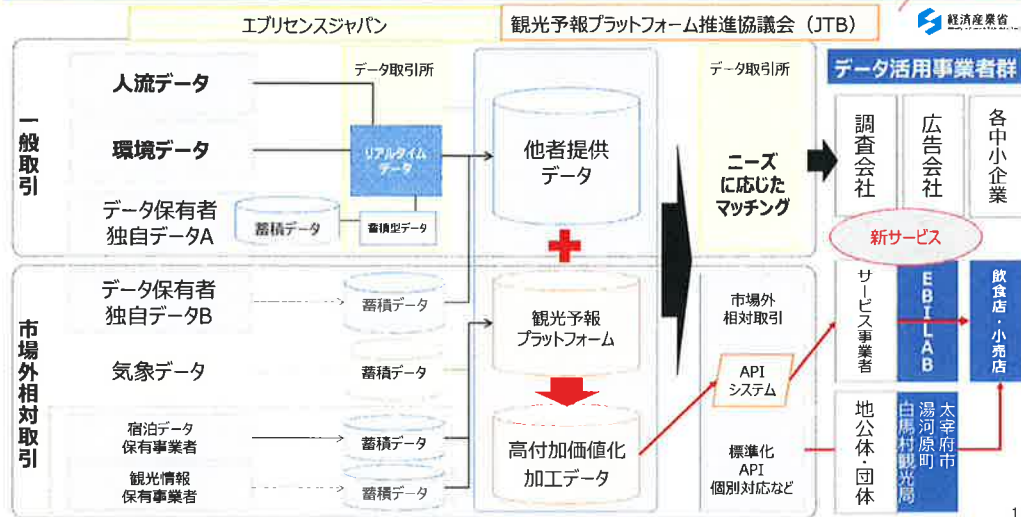 エブリセンスジャパン
観光予報プラットフォーム推進協議会（JTB）
経済産業省
一般取引
人流データ
環境データ
データ保有者
独自データA
蓄積データ
データ取引所
リアルタイム
データ
蓄積型データ
他者提供
データ
データ取引所
ニーズ
に応じた
マッチング
データ活用事業者群
調査会社
広告会社
各中小企業
新サービス
市場外相対取引
データ保有者
独自データB
蓄積データ
気象データ
蓄積データ
宿泊データ
保有事業者
蓄積データ
観光情報
保有事業者
蓄積データ
観光予報
プラットフォーム
高付加価値化
加工データ
市場外
相対取引
API
システム
標準化
API
個別対応など
サービス事業者
EBILAB
飲食店・小売店
地公体・団体
太宰府市
湯河原町
白馬村観光局
1